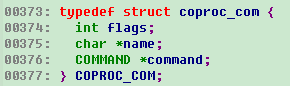 00373: typedef struct coproc_com {
00374:   int flags;
00375:   char *name;
00376:   COMMAND *command;
00377: } COPROC_COM;